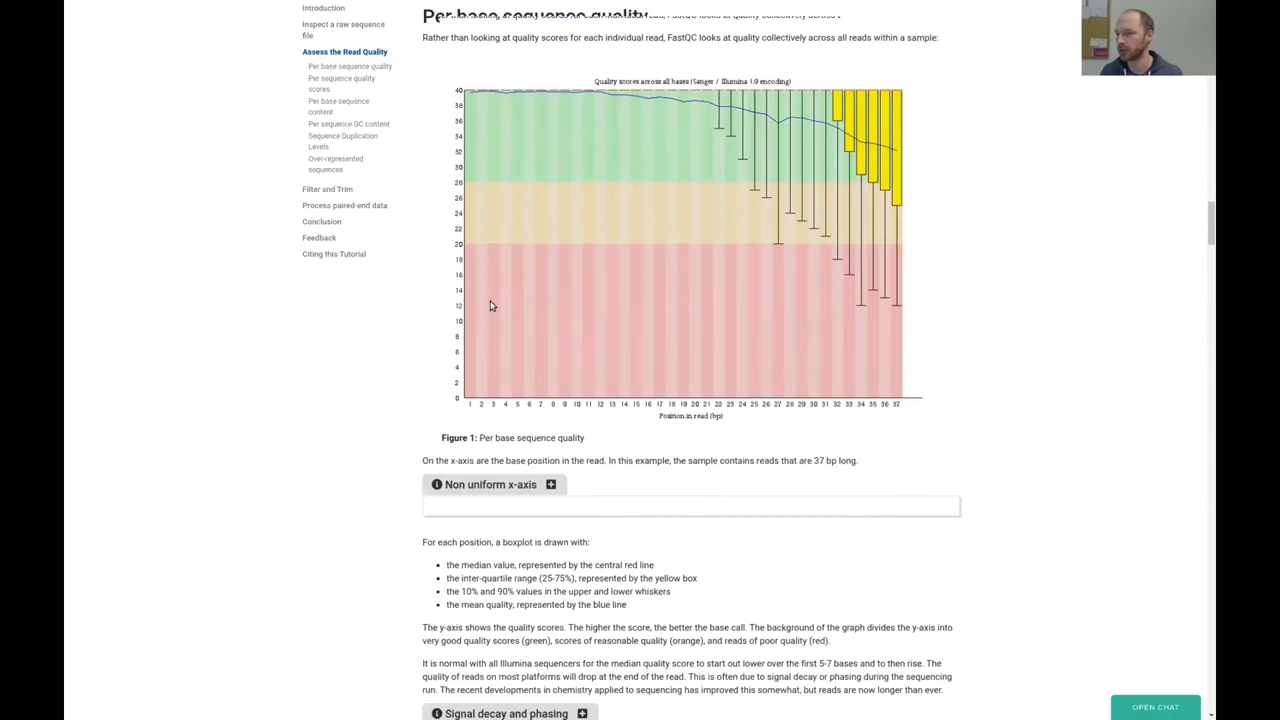 Introduction
Inspect a raw sequence
file
Assess the Read Quality
Per base sequence quality
Per sequence quality
scores
Per base sequence
content
Per sequence GC content
Sequence Duplication
Levels
Over-represented
sequences
Filter and Trim
Process paired-end data
Conclusion
Feedback
Citing this Tutorial
Per base sequence quality
Rather than looking at quality scores for each individual read, FastQC looks at quality collectively across all reads within a sample:
Quality scores across all bases (Sanger / Illumina 1.9 encoding)
40
38
36
34
32
30
28
26
24
22
20
18
16
14
12
10
8
6
4
2
0
1 2 3 4 5 6 7 8 9 10 11 12 13 14 15 16 17 18 19 20 21 22 23 24 25 26 27 28 29 30 31 32 33 34 35 36 37
Position in read (bp)
Figure 1: Per base sequence quality
On the x-axis are the base position in the read. In this example, the sample contains reads that are 37 bp long.
Non uniform x-axis
For each position, a boxplot is drawn with:
• the median value, represented by the central red line
• the inter-quartile range (25-75%), represented by the yellow box
• the 10% and 90% values in the upper and lower whiskers
• the mean quality, represented by the blue line
The y-axis shows the quality scores. The higher the score, the better the base call. The background of the graph divides the y-axis into
very good quality scores (green), scores of reasonable quality (orange), and reads of poor quality (red).
It is normal with all Illumina sequencers for the median quality score to start out lower over the first 5-7 bases and to then rise. The
quality of reads on most platforms will drop at the end of the read. This is often due to signal decay or phasing during the sequencing
run. The recent developments in chemistry applied to sequencing has improved this somewhat, but reads are now longer than ever.
Signal decay and phasing
OPEN CHAT